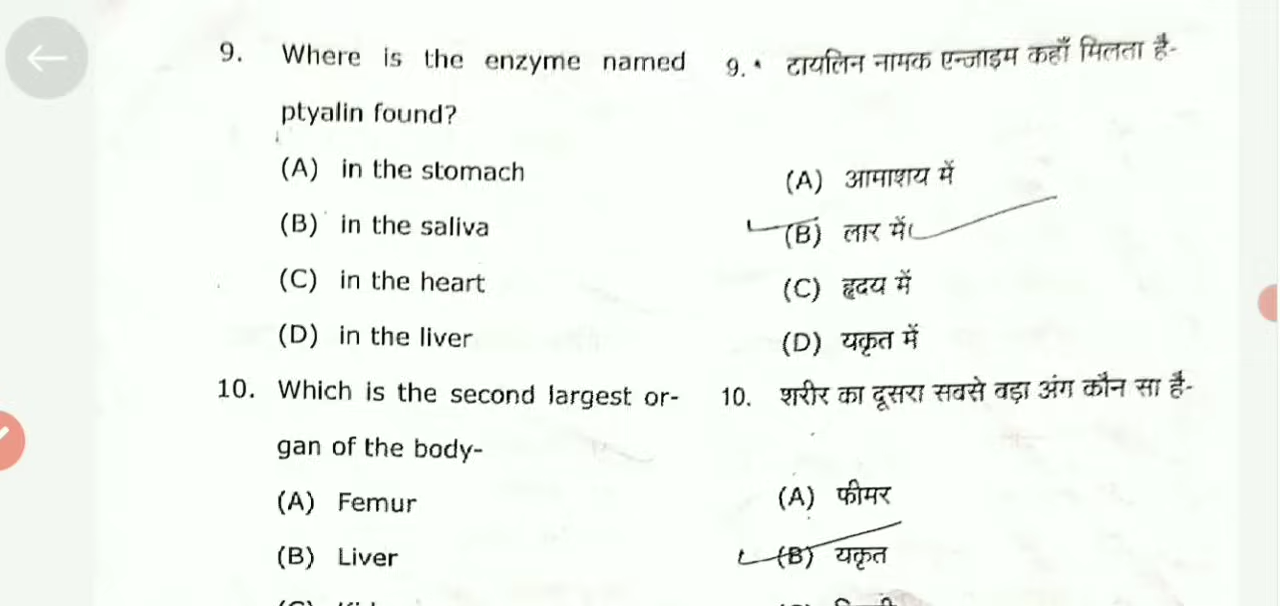 9. Where is the enzyme named
ptyalin found?
(A) in the stomach
(B) in the saliva
(C) in the heart
(D) in the liver
10. Which is the second largest or-
gan of the body-
(A) Femur
(B) Liver
9. टायलिन नामक एन्जाइम कहाँ मिलता है-
(A) आमाशय में
(B) लार में
(C) हृदय में
(D) यकृत में
10. शरीर का दूसरा सबसे वड़ा अंग कौन सा है-
(A) फीमर
(B) यकृत